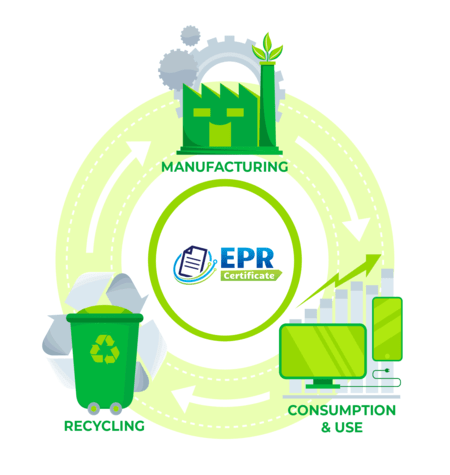 MANUFACTURING
EPR
Certificate
RECYCLING
CONSUMPTION
& USE